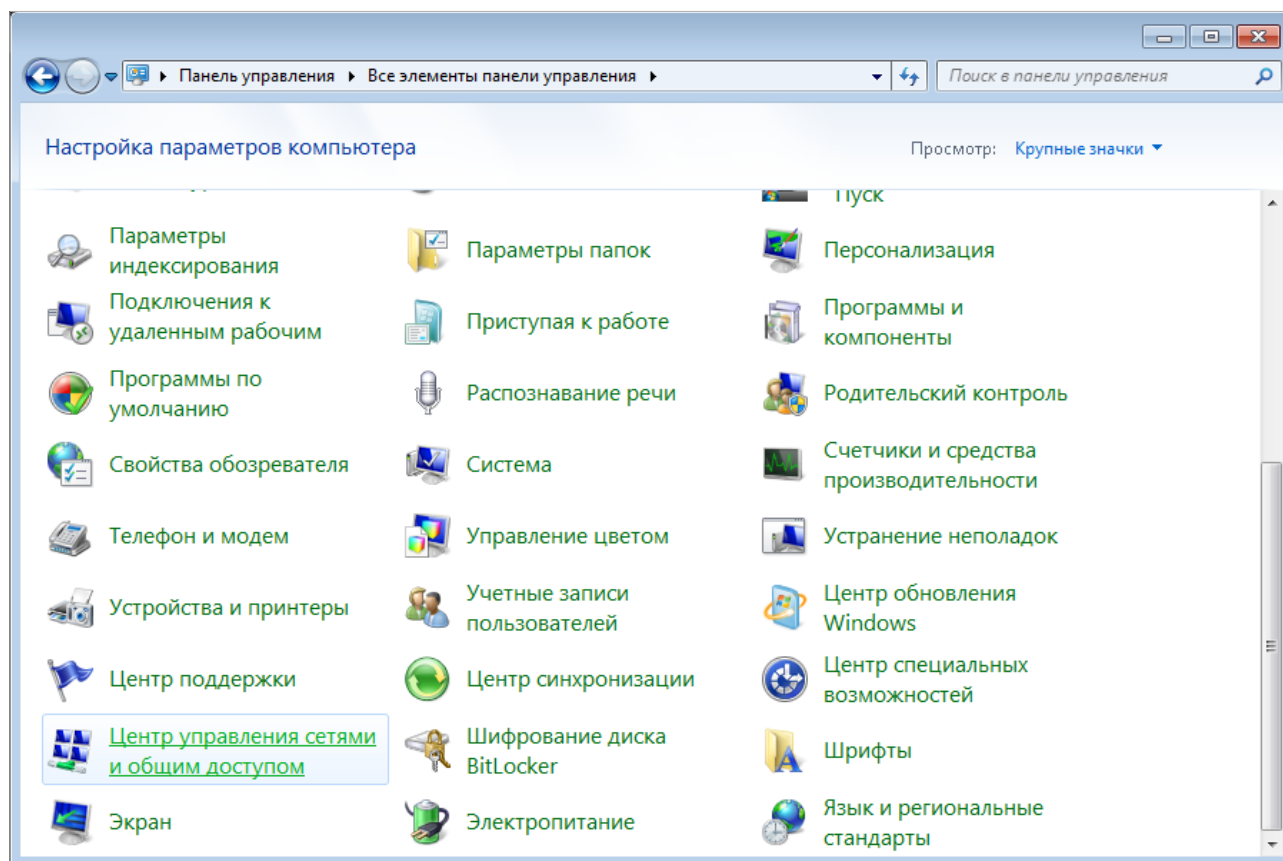 Панель управления ▸ Все элементы панели управления ▸
Поиск в панели управления
Настройка параметров компьютера
Просмотр: Крупные значки
Пуск
Параметры
индексирования
Параметры папок
Персонализация
Подключения к
удаленным рабочим
Приступая к работе
Программы и
компоненты
Программы по
умолчанию
Распознавание речи
Родительский контроль
Свойства обозревателя
Система
Счетчики и средства
производительности
Телефон и модем
Управление цветом
Устранение неполадок
Устройства и принтеры
Учетные записи
пользователей
Центр обновления
Windows
Центр поддержки
Центр синхронизации
Центр специальных
возможностей
Центр управления сетями
и общим доступом
Шифрование диска
BitLocker
Шрифты
Экран
Электропитание
Язык и региональные
стандарты